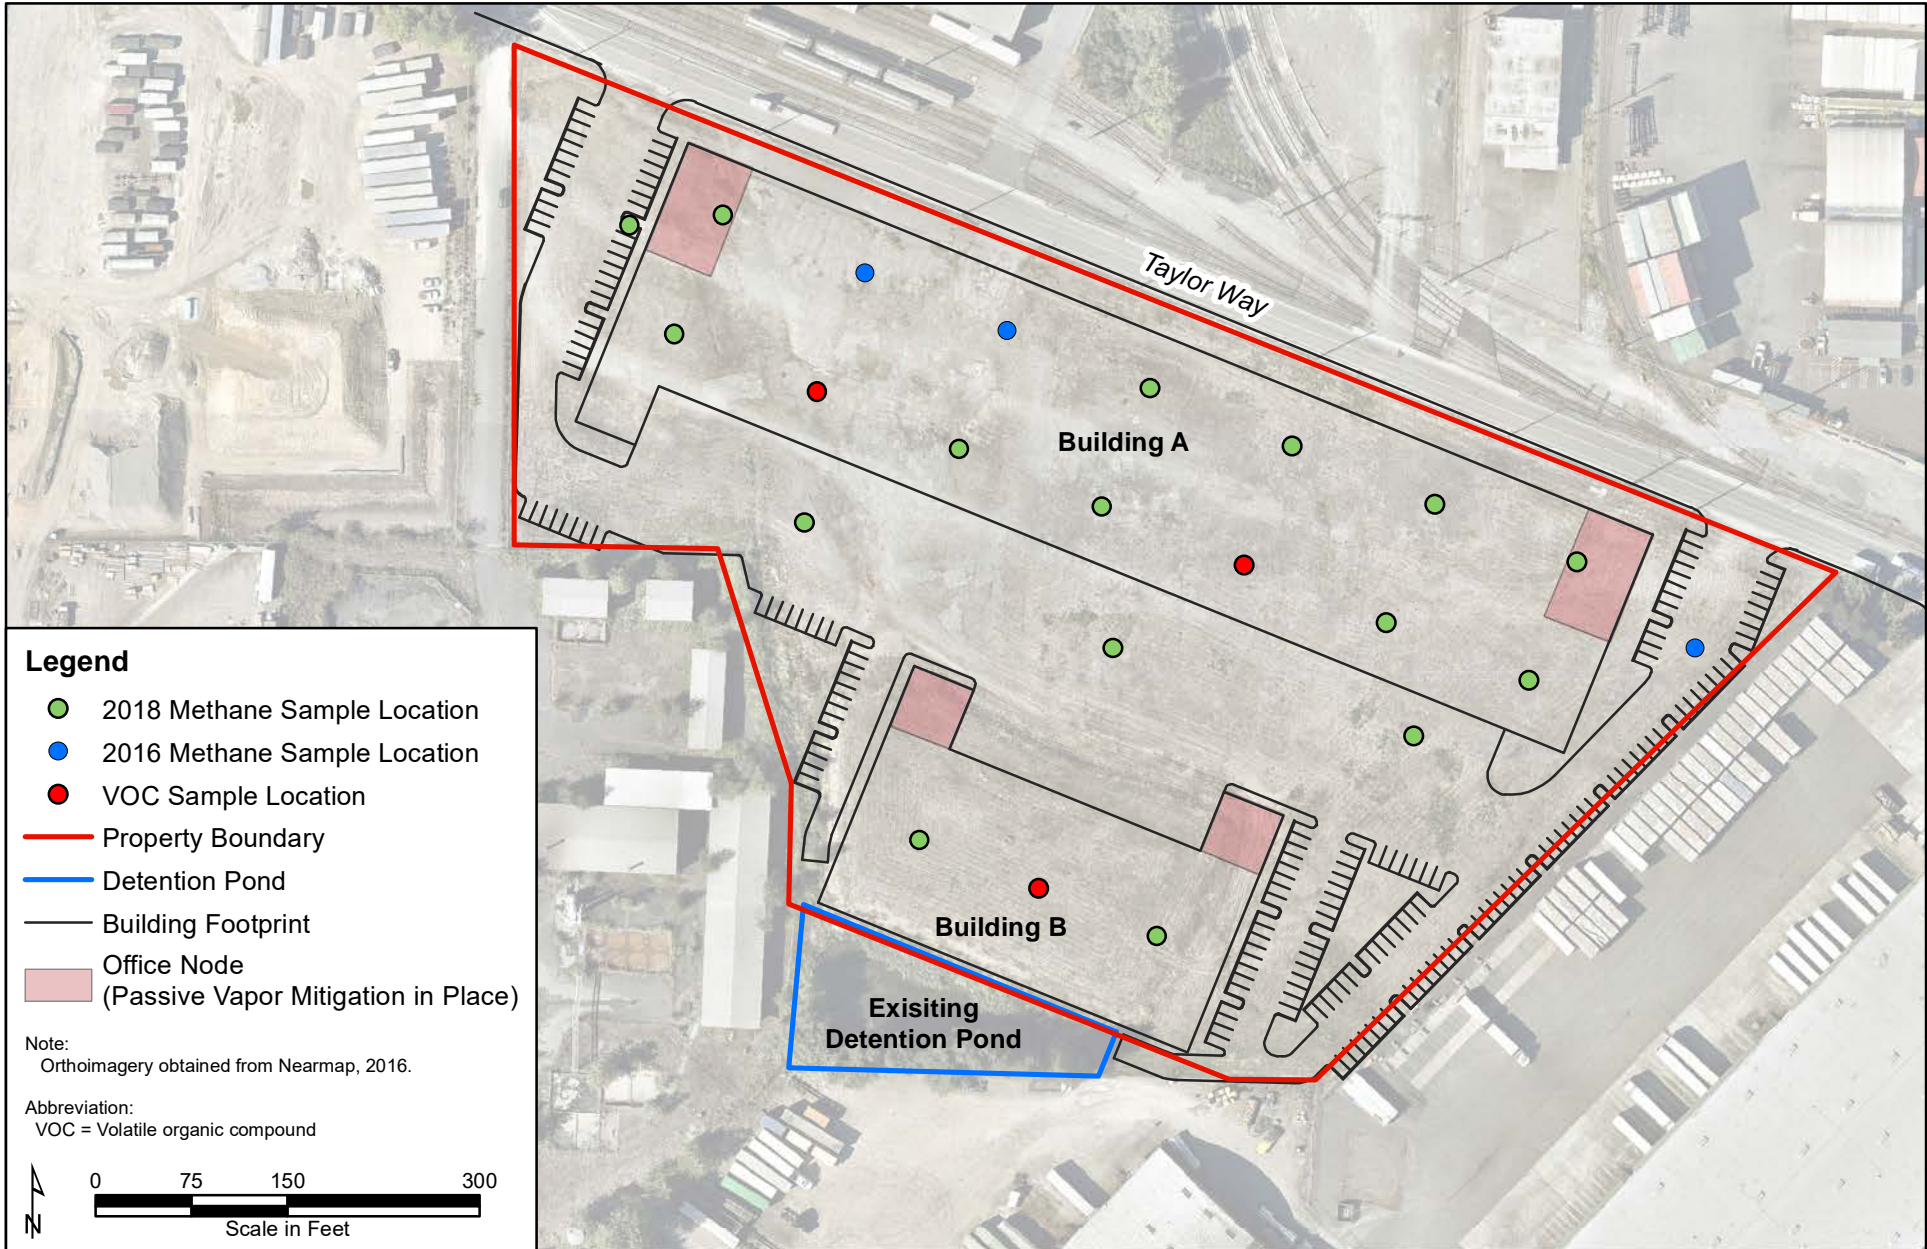 Taylor Way
Building A
Building B
Exisiting
Detention Pond
Legend
2018 Methane Sample Location
2016 Methane Sample Location
VOC Sample Location
Property Boundary
Detention Pond
Building Footprint
Office Node
(Passive Vapor Mitigation in Place)
Note:
Orthoimagery obtained from Nearmap, 2016.
Abbreviation:
VOC = Volatile organic compound
N
0 75 150 300
Scale in Feet